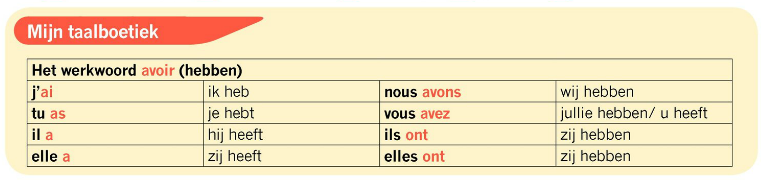 Mijn taalboetiek
Het werkwoord avoir (hebben)
j'ai ik heb nous avons wij hebben
tu as je hebt vous avez jullie hebben/ u heeft
il a hij heeft ils ont zij hebben
elle a zij heeft elles ont zij hebben